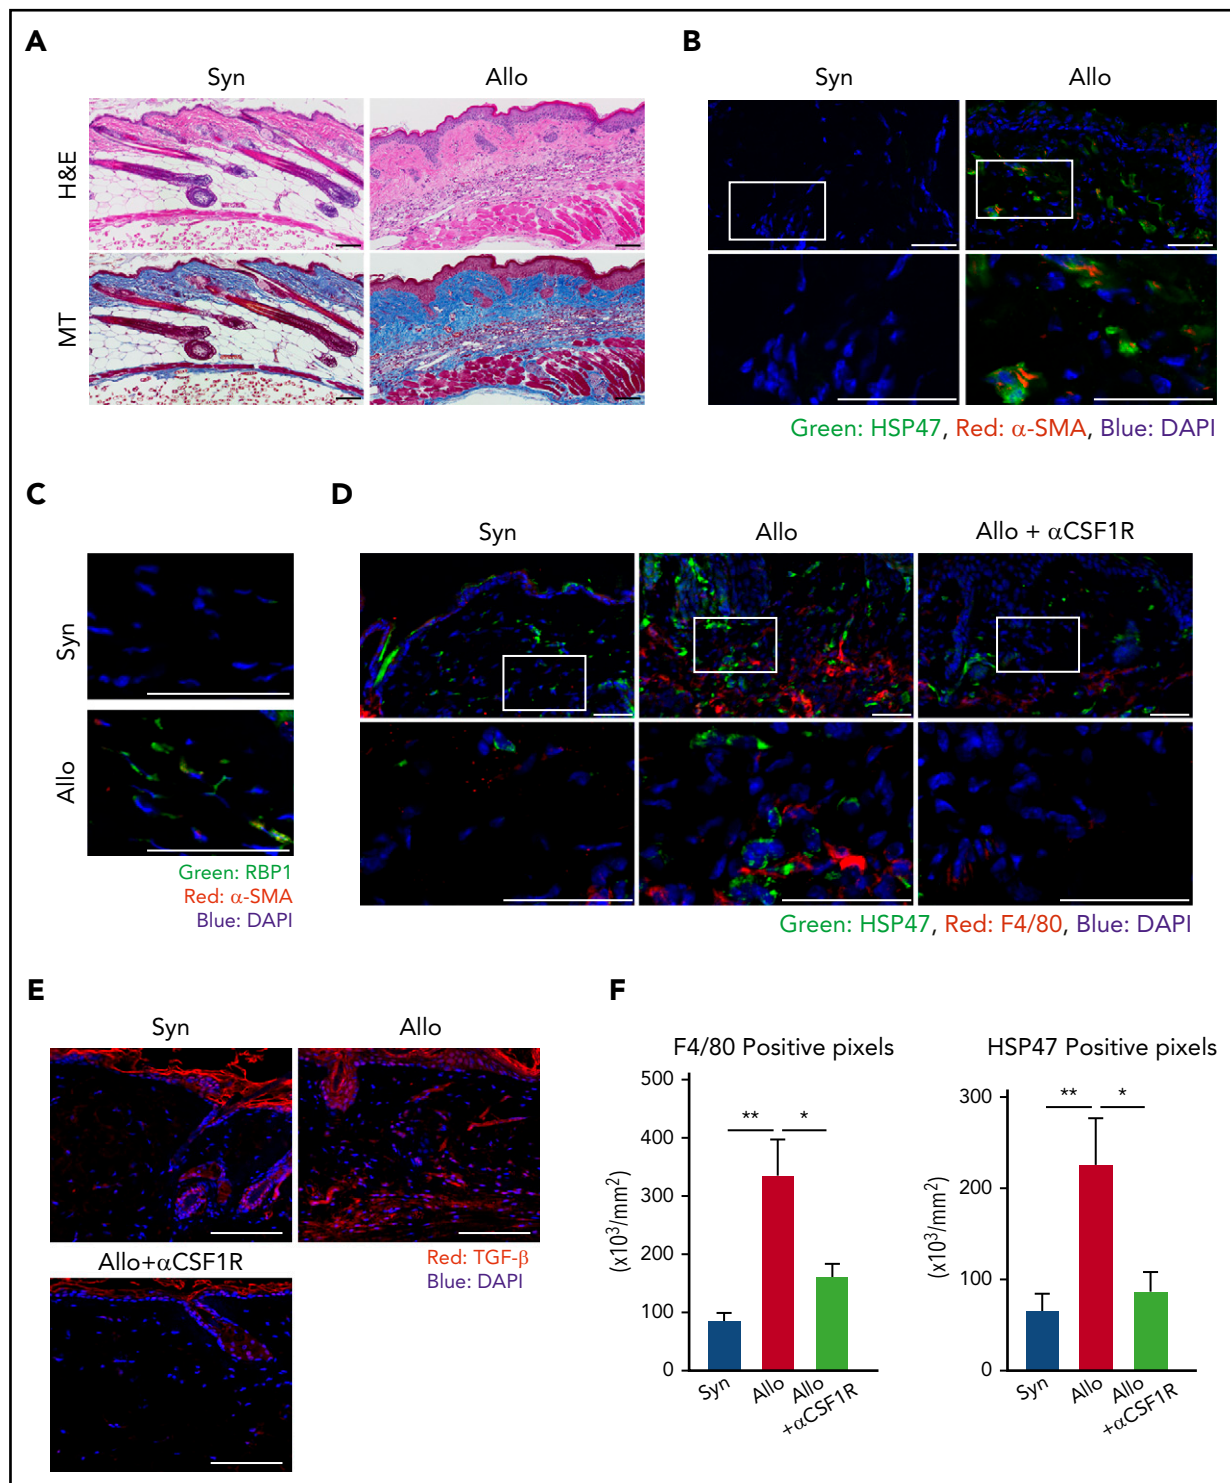 A
Syn
Allo
H&E
MT
B
Syn
Allo
Green: HSP47, Red: α-SMA, Blue: DAPI
C
Syn
Allo
Green: RBP1
Red: α-SMA
Blue: DAPI
D
Syn
Allo
Allo + αCSF1R
Green: HSP47, Red: F4/80, Blue: DAPI
E
Syn
Allo
Allo+αCSF1R
Red: TGF-β
Blue: DAPI
F
F4/80 Positive pixels
(x10³/mm²)
500
400
300
200
100
0
**
*
Syn
Allo
Allo
+αCSF1R
HSP47 Positive pixels
(x10³/mm²)
300
200
100
0
**
*
Syn
Allo
Allo
+αCSF1R